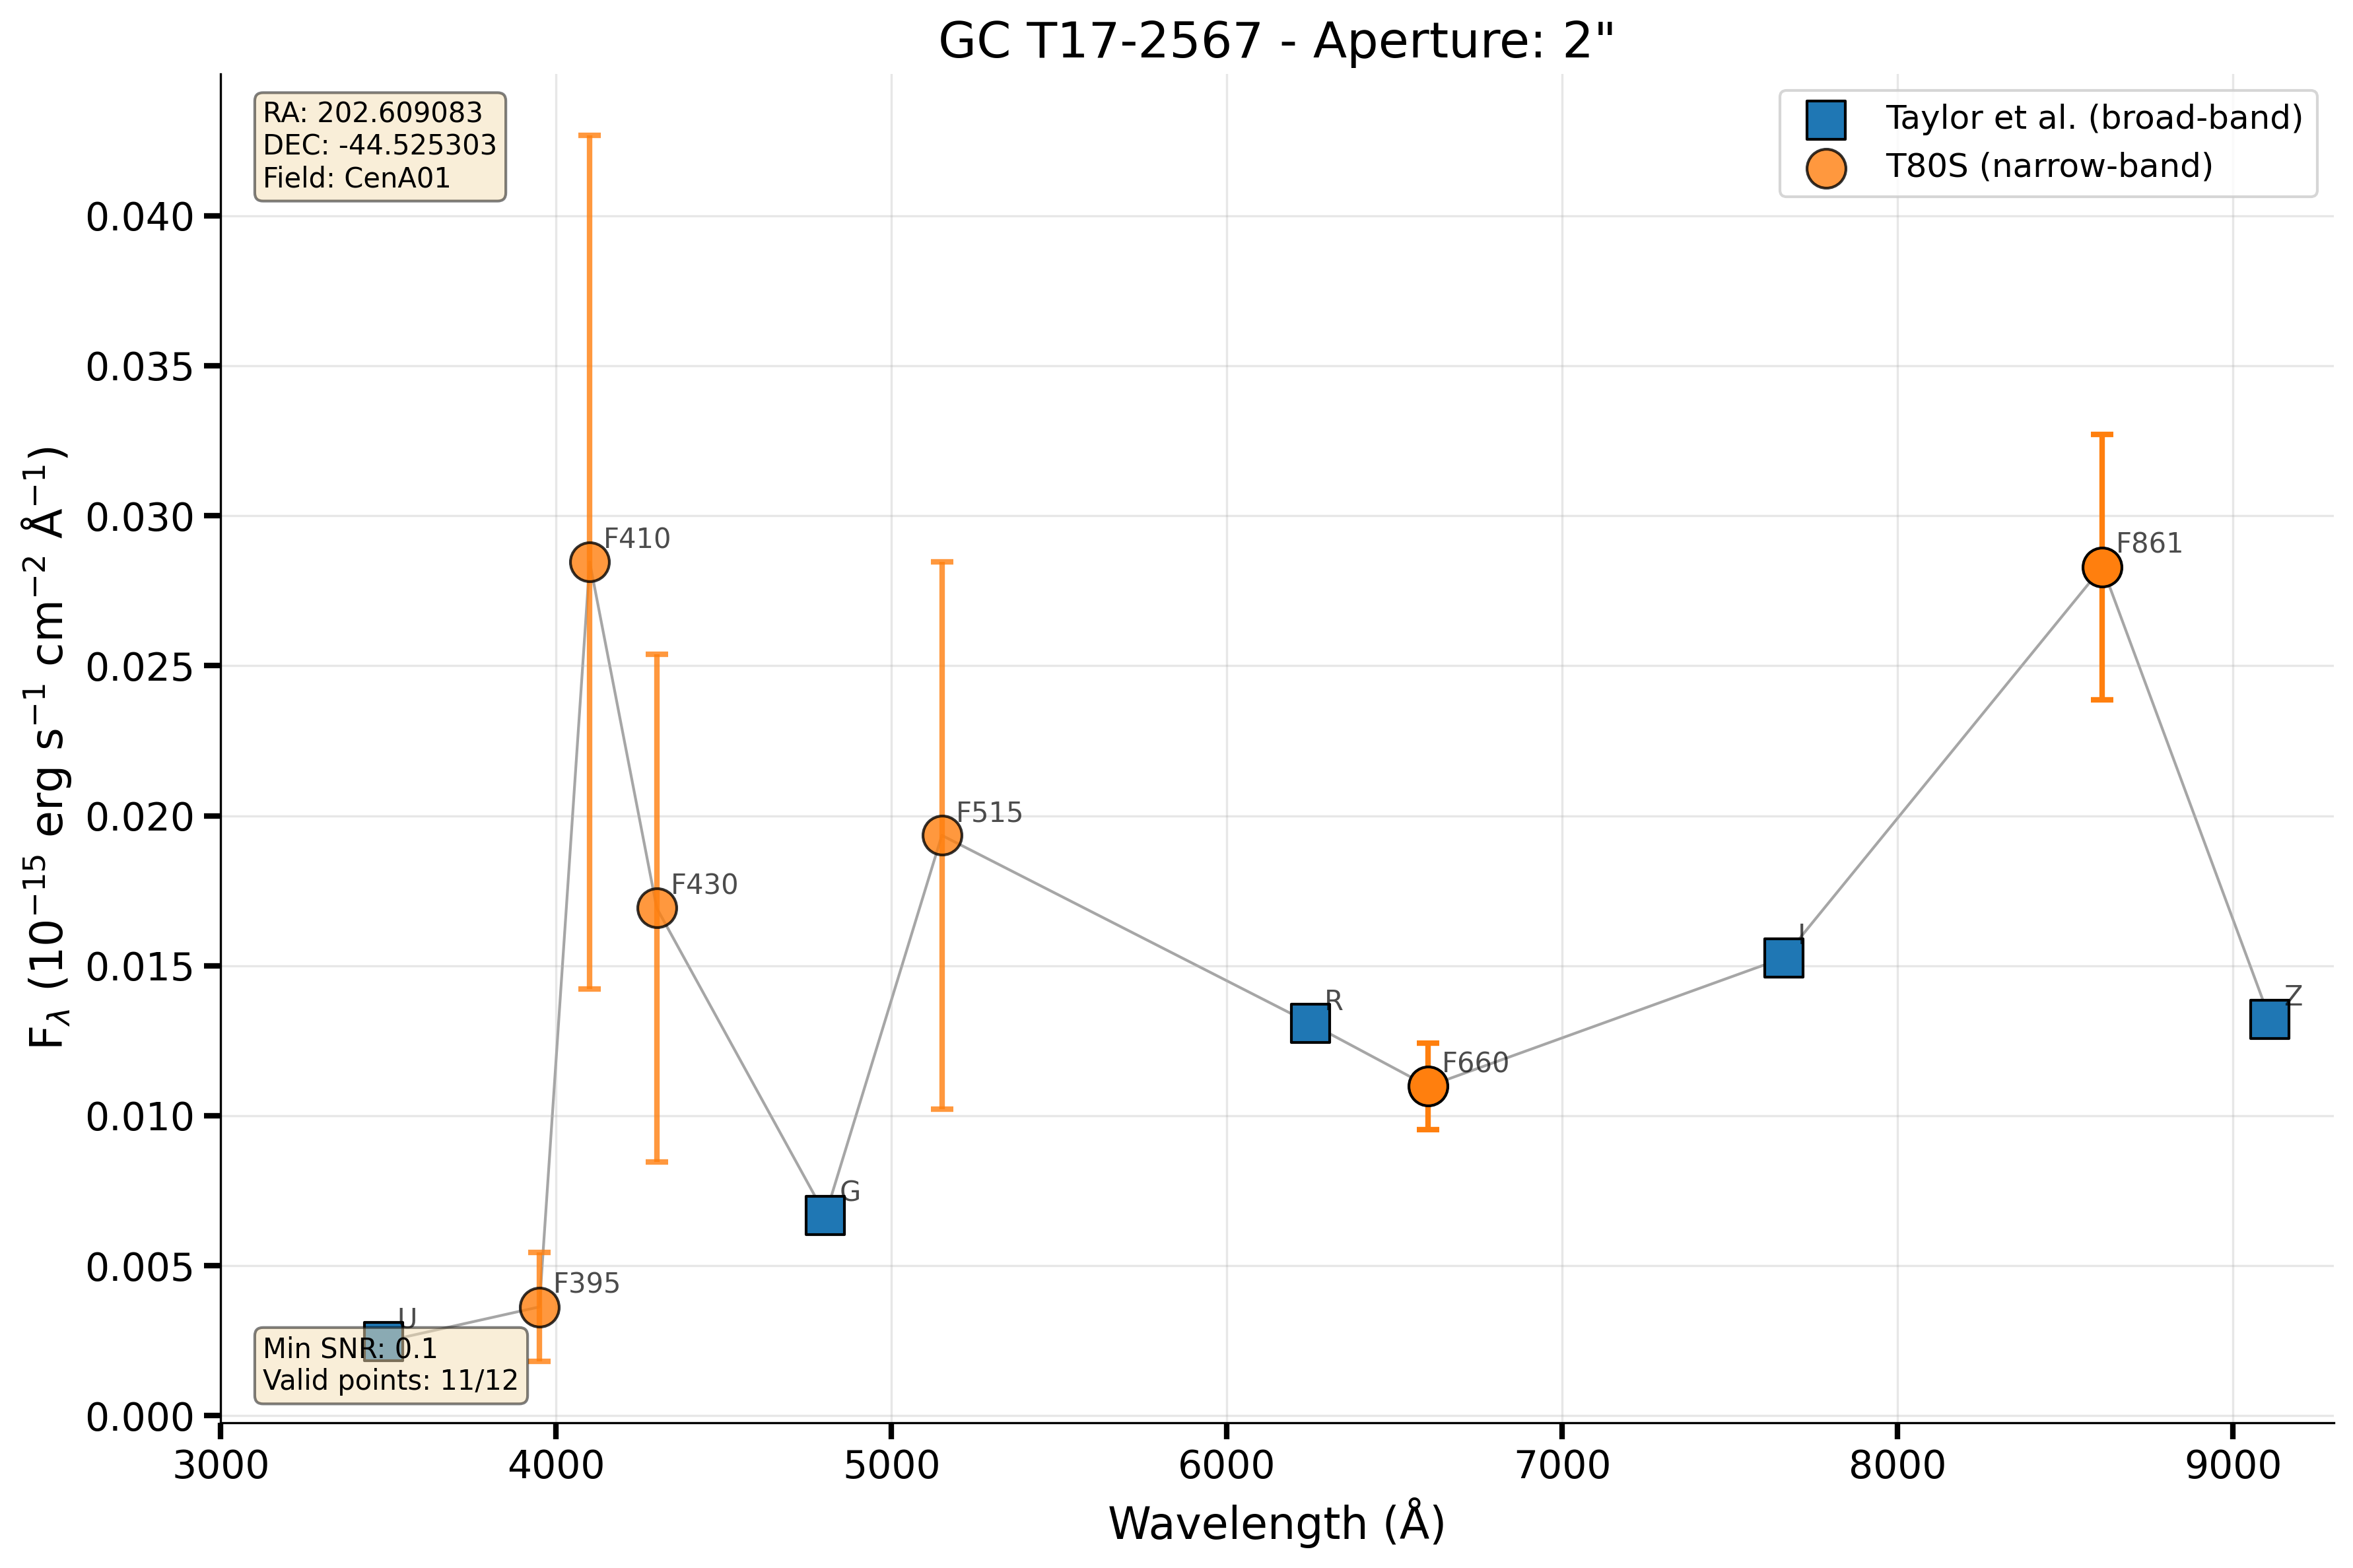 GC T17-2567 - Aperture: 2"
RA: 202.609083
DEC: -44.525303
Field: CenA01
Taylor et al. (broad-band)
T80S (narrow-band)
F_λ (10⁻¹⁵ erg s⁻¹ cm⁻² Å⁻¹)
0.040
0.035
0.030
0.025
0.020
0.015
0.010
0.005
0.000
F410
F861
F515
F430
I
Z
R
F660
G
F395
U
Min SNR: 0.1
Valid points: 11/12
3000
4000
5000
6000
7000
8000
9000
Wavelength (Å)